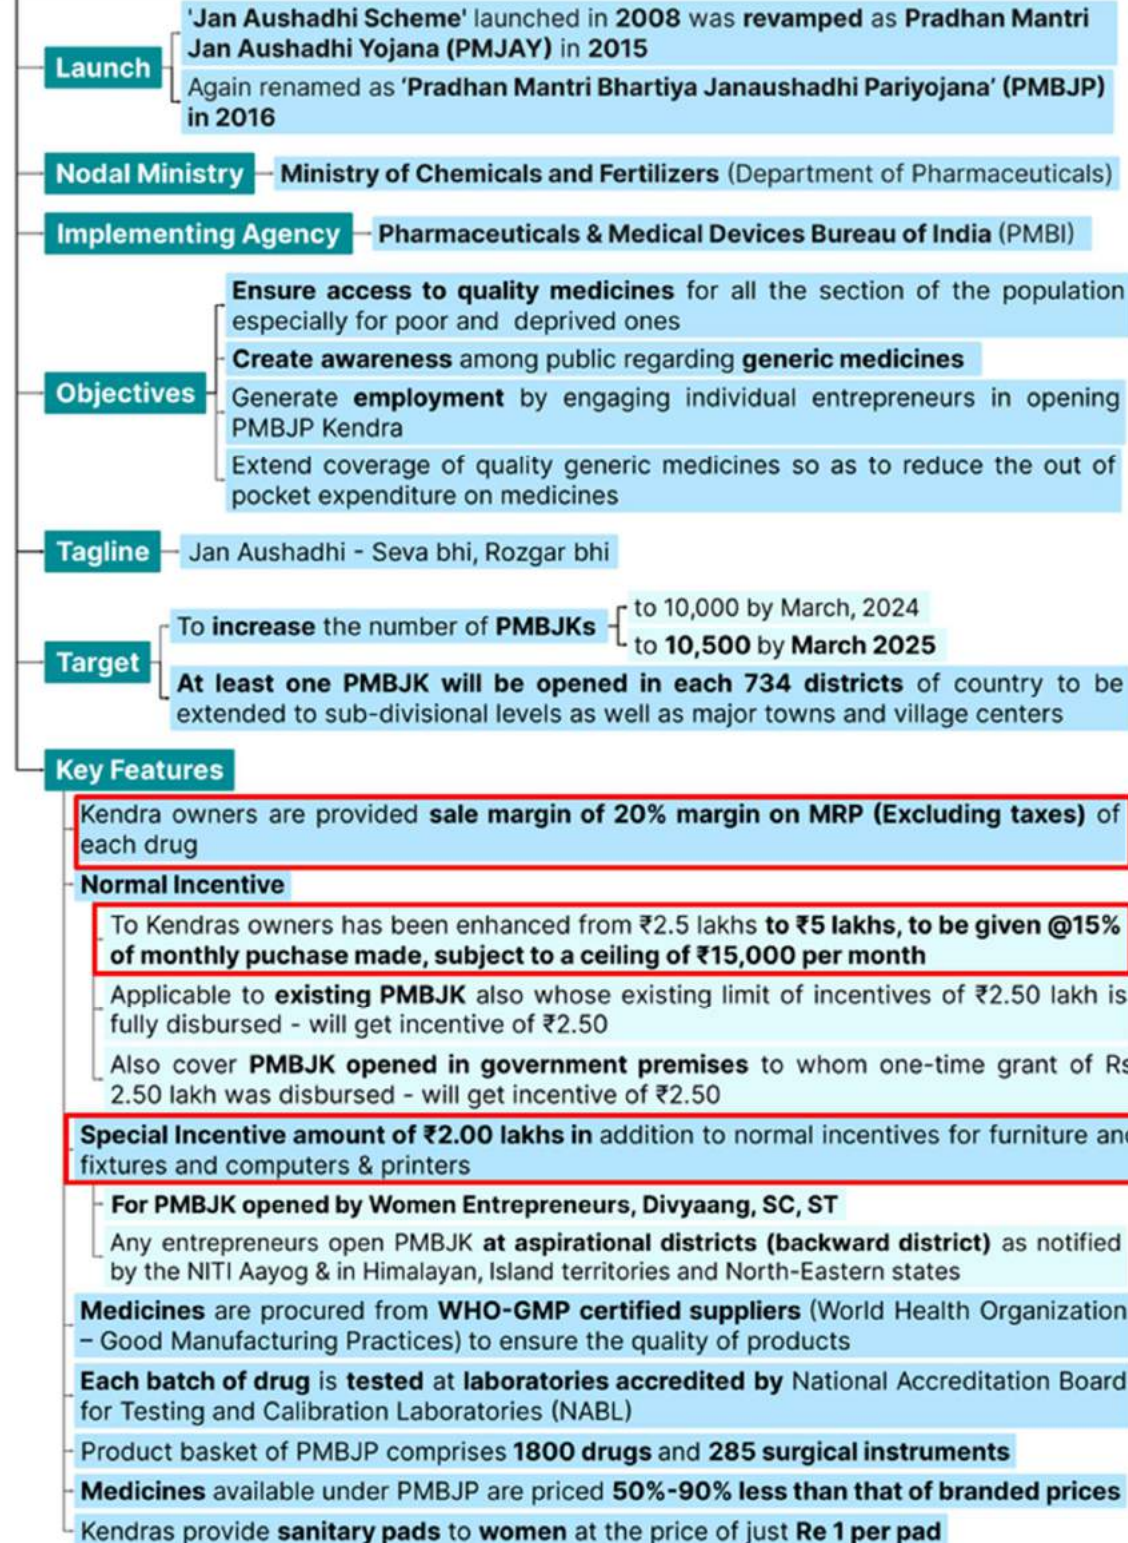 'Jan Aushadhi Scheme' launched in 2008 was revamped as Pradhan Mantri
Jan Aushadhi Yojana (PMJAY) in 2015
Launch
Again renamed as ‘Pradhan Mantri Bhartiya Janaushadhi Pariyojana’ (PMBJP)
in 2016
Nodal Ministry
Ministry of Chemicals and Fertilizers (Department of Pharmaceuticals)
Implementing Agency
Pharmaceuticals & Medical Devices Bureau of India (PMBI)
Objectives
Ensure access to quality medicines for all the section of the population
especially for poor and deprived ones
Create awareness among public regarding generic medicines
Generate employment by engaging individual entrepreneurs in opening
PMBJP Kendra
Extend coverage of quality generic medicines so as to reduce the out of
pocket expenditure on medicines
Tagline
Jan Aushadhi - Seva bhi, Rozgar bhi
Target
To increase the number of PMBJKs
to 10,000 by March, 2024
to 10,500 by March 2025
At least one PMBJK will be opened in each 734 districts of country to be
extended to sub-divisional levels as well as major towns and village centers
Key Features
Kendra owners are provided sale margin of 20% margin on MRP (Excluding taxes) of
each drug
Normal Incentive
To Kendras owners has been enhanced from ₹2.5 lakhs to ₹5 lakhs, to be given @15%
of monthly puchase made, subject to a ceiling of ₹15,000 per month
Applicable to existing PMBJK also whose existing limit of incentives of ₹2.50 lakh is
fully disbursed - will get incentive of ₹2.50
Also cover PMBJK opened in government premises to whom one-time grant of Rs
2.50 lakh was disbursed - will get incentive of ₹2.50
Special Incentive amount of ₹2.00 lakhs in addition to normal incentives for furniture and
fixtures and computers & printers
For PMBJK opened by Women Entrepreneurs, Divyaang, SC, ST
Any entrepreneurs open PMBJK at aspirational districts (backward district) as notified
by the NITI Aayog & in Himalayan, Island territories and North-Eastern states
Medicines are procured from WHO-GMP certified suppliers (World Health Organization
– Good Manufacturing Practices) to ensure the quality of products
Each batch of drug is tested at laboratories accredited by National Accreditation Board
for Testing and Calibration Laboratories (NABL)
Product basket of PMBJP comprises 1800 drugs and 285 surgical instruments
Medicines available under PMBJP are priced 50%-90% less than that of branded prices
Kendras provide sanitary pads to women at the price of just Re 1 per pad